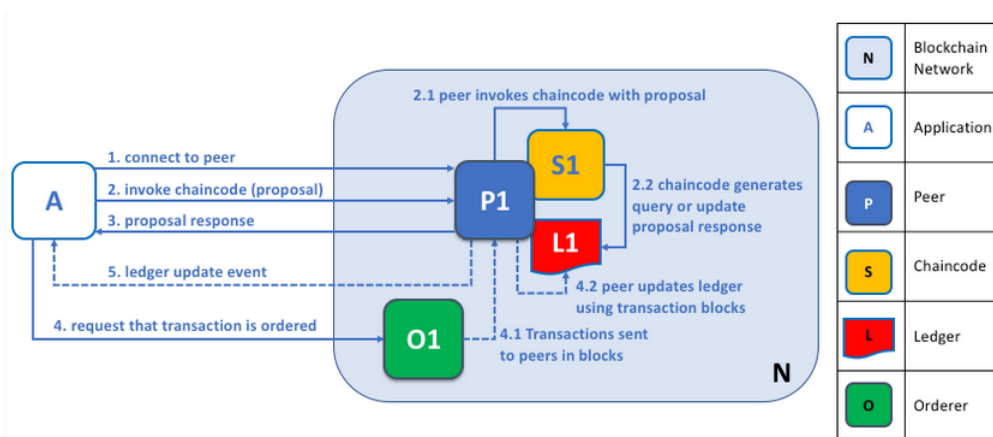 2.1 peer invokes chaincode with proposal
1. connect to peer
2. invoke chaincode (proposal)
3. proposal response
A
P1
S1
2.2 chaincode generates
query or update
proposal response
L1
5. ledger update event
4.2 peer updates ledger
using transaction blocks
4. request that transaction is ordered
O1
4.1 Transactions sent
to peers in blocks
N
N
Blockchain
Network
A
Application
P
Peer
S
Chaincode
L
Ledger
O
Orderer